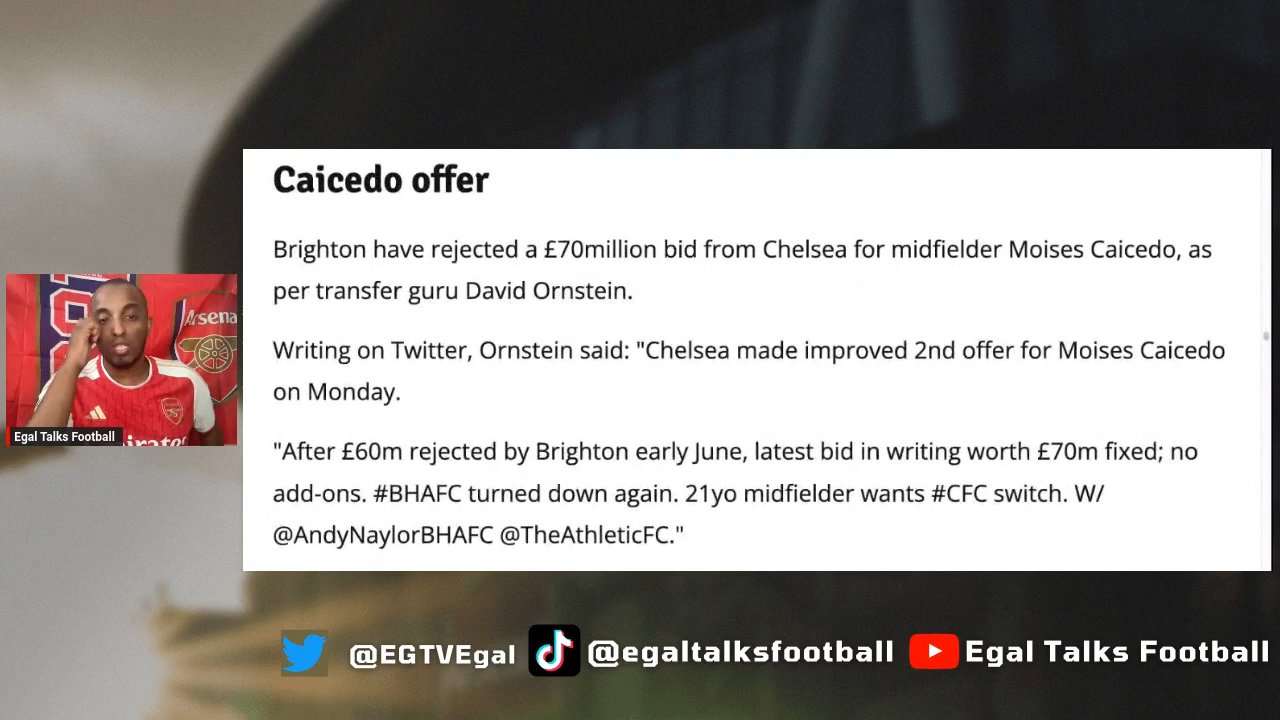 Caicedo offer
Brighton have rejected a £70million bid from Chelsea for midfielder Moises Caicedo, as
per transfer guru David Ornstein.
Writing on Twitter, Ornstein said: "Chelsea made improved 2nd offer for Moises Caicedo
on Monday.
"After £60m rejected by Brighton early June, latest bid in writing worth £70m fixed; no
add-ons. #BHAFC turned down again. 21yo midfielder wants #CFC switch. W/
@AndyNaylorBHAFC @TheAthleticFC."
Arsenal
Egal Talks Football
@EGTVEgal
@egaltalksfootball
Egal Talks Football